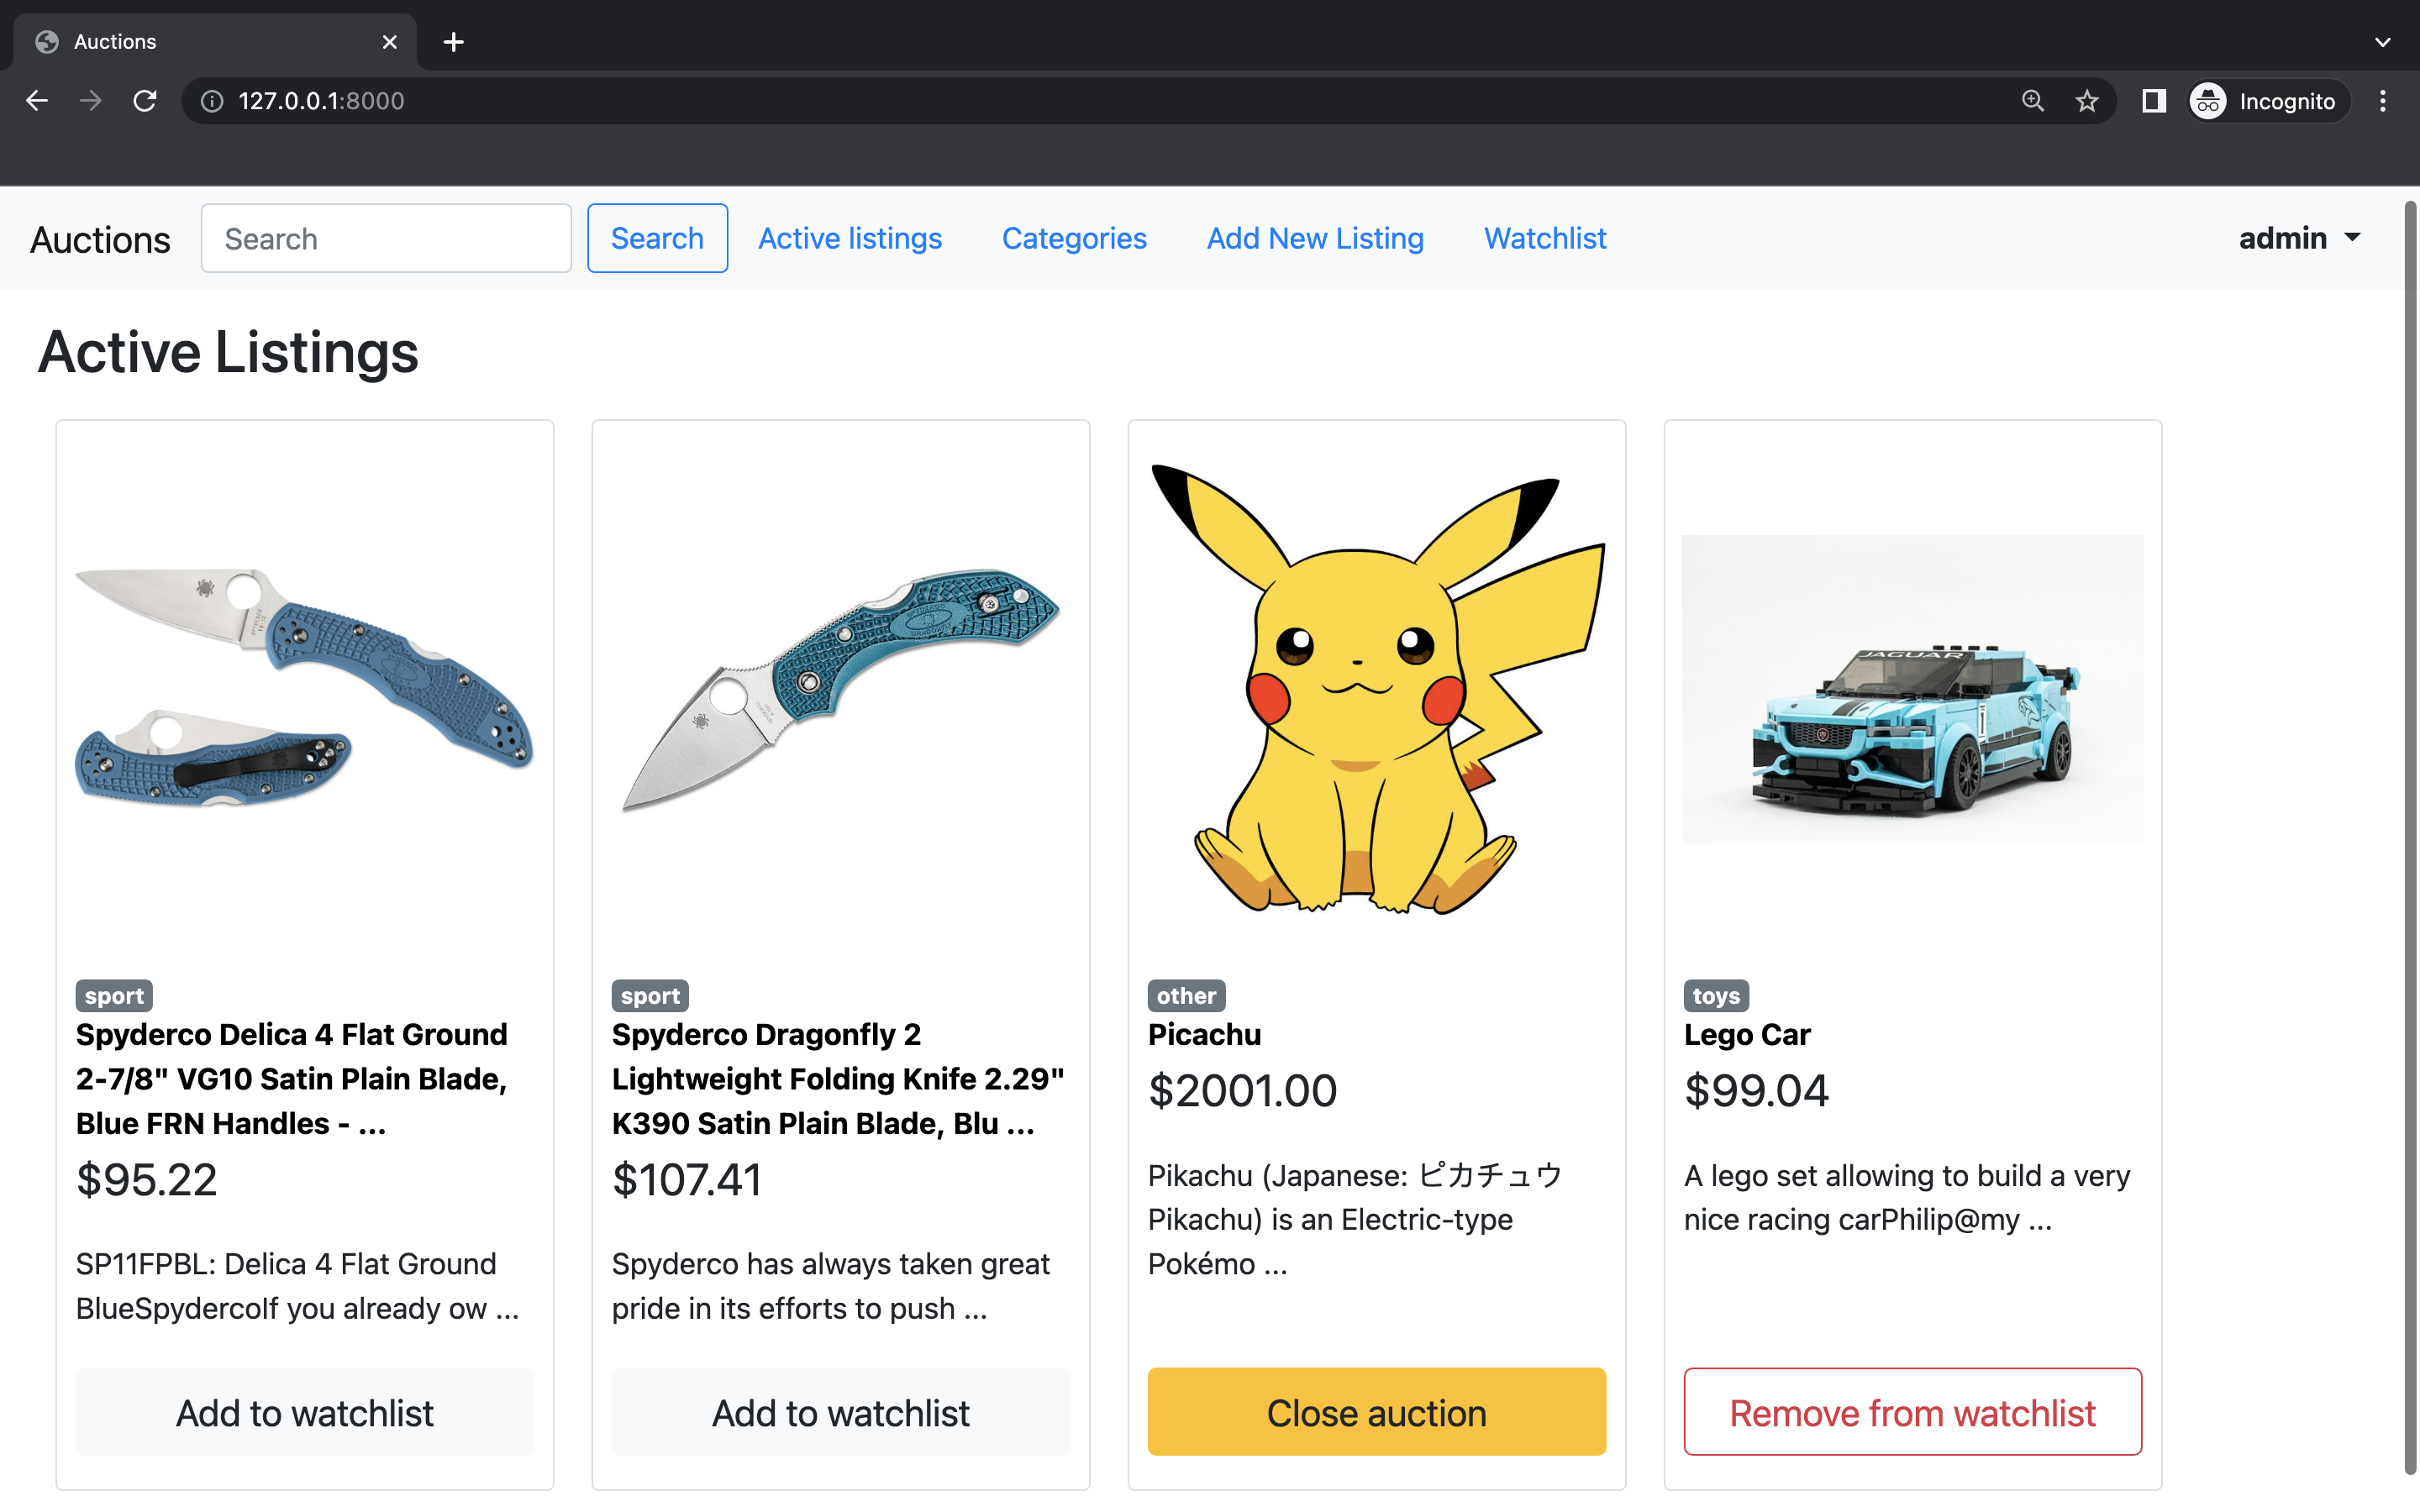 Auctions
127.0.0.1:8000
Incognito
Auctions
Search
Search
Active listings
Categories
Add New Listing
Watchlist
admin
Active Listings
JAGUAR
1
sport
Spyderco Delica 4 Flat Ground
2-7/8" VG10 Satin Plain Blade,
Blue FRN Handles - ...
$95.22
SP11FPBL: Delica 4 Flat Ground
BlueSpydercoIf you already ow ...
Add to watchlist
sport
Spyderco Dragonfly 2
Lightweight Folding Knife 2.29"
K390 Satin Plain Blade, Blu ...
$107.41
Spyderco has always taken great
pride in its efforts to push ...
Add to watchlist
other
Picachu
$2001.00
Pikachu (Japanese: ピカチュウ
Pikachu) is an Electric-type
Pokémo ...
Close auction
toys
Lego Car
$99.04
A lego set allowing to build a very
nice racing carPhilip@my ...
Remove from watchlist